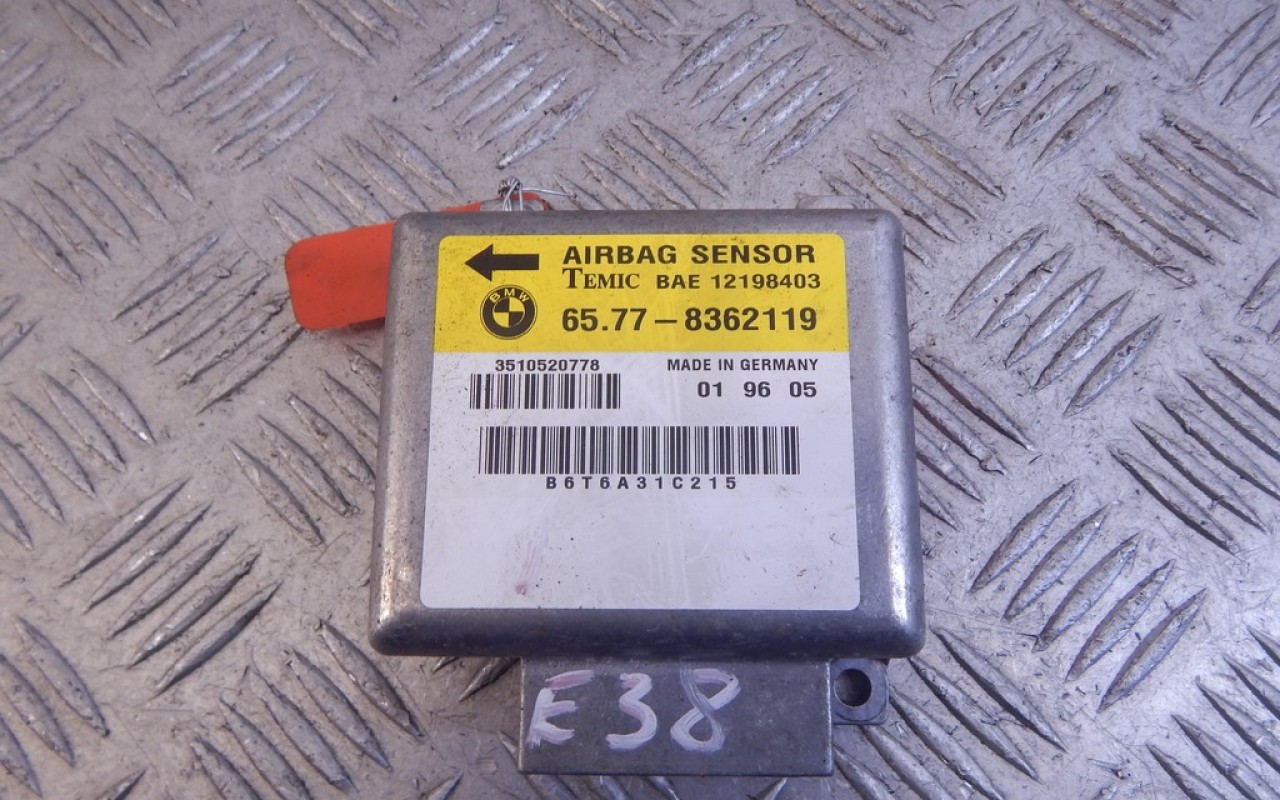 AIRBAG SENSOR
TEMIC BAE 12198403
BMW
65.77-8362119
3510520778 MADE IN GERMANY
01 96 05
B6T6A31C215
E38